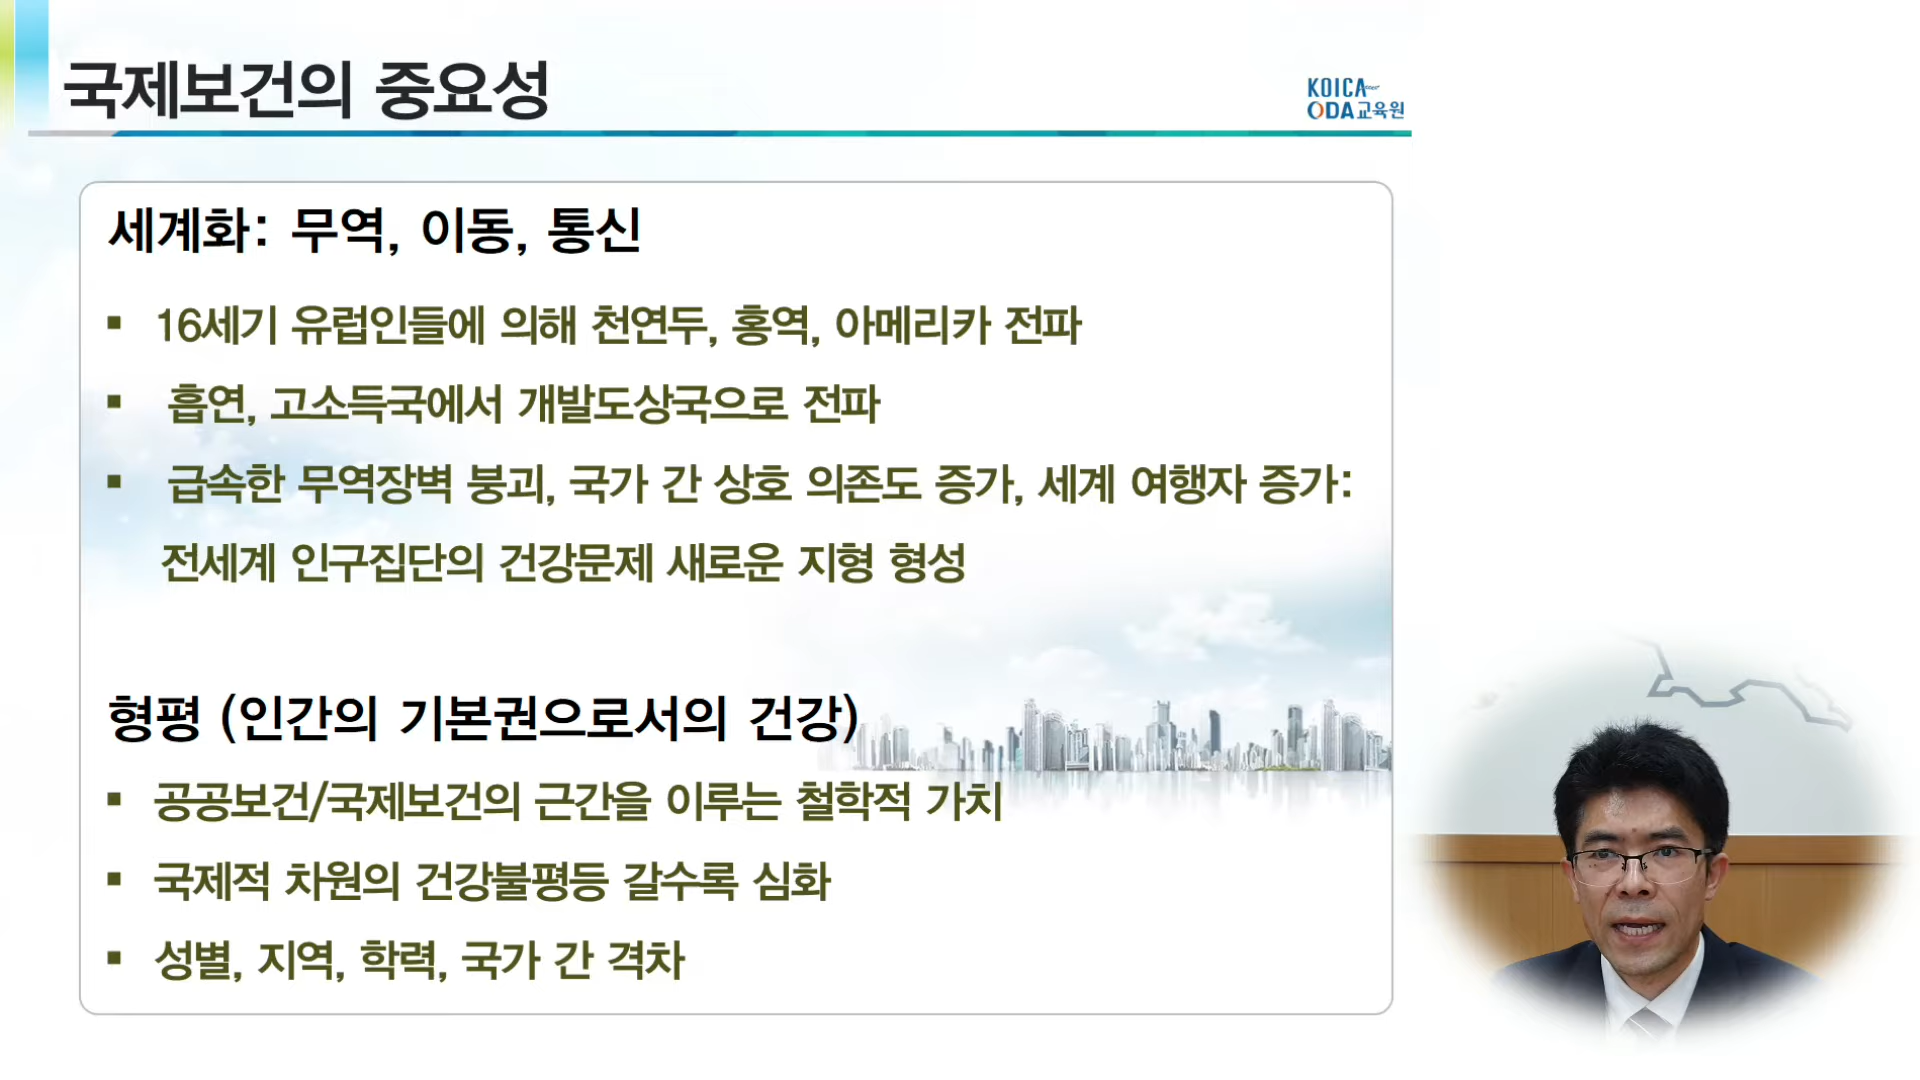 국제보건의 중요성
KOICA
ODA교육원
세계화: 무역, 이동, 통신
▪ 16세기 유럽인들에 의해 천연두, 홍역, 아메리카 전파
▪ 흡연, 고소득국에서 개발도상국으로 전파
▪ 급속한 무역장벽 붕괴, 국가 간 상호 의존도 증가, 세계 여행자 증가:
전세계 인구집단의 건강문제 새로운 지형 형성
형평 (인간의 기본권으로서의 건강)
▪ 공공보건/국제보건의 근간을 이루는 철학적 가치
▪ 국제적 차원의 건강불평등 갈수록 심화
▪ 성별, 지역, 학력, 국가 간 격차